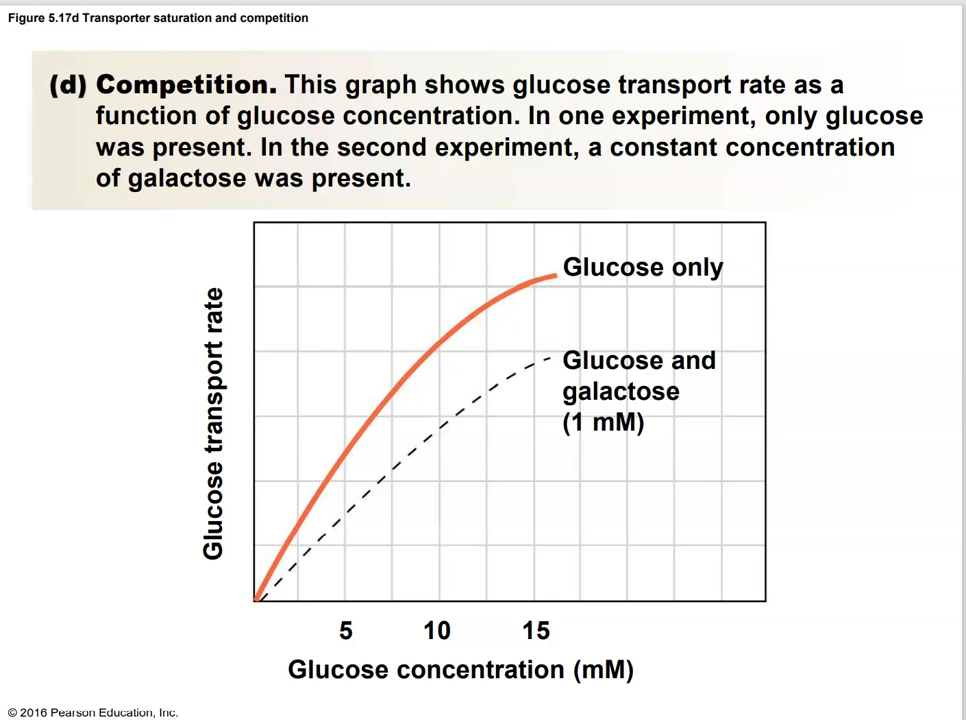 Figure 5.17d Transporter saturation and competition
(d) Competition. This graph shows glucose transport rate as a
function of glucose concentration. In one experiment, only glucose
was present. In the second experiment, a constant concentration
of galactose was present.
Glucose only
Glucose and
galactose
(1 mM)
Glucose transport rate
5 10 15
Glucose concentration (mM)
© 2016 Pearson Education, Inc.